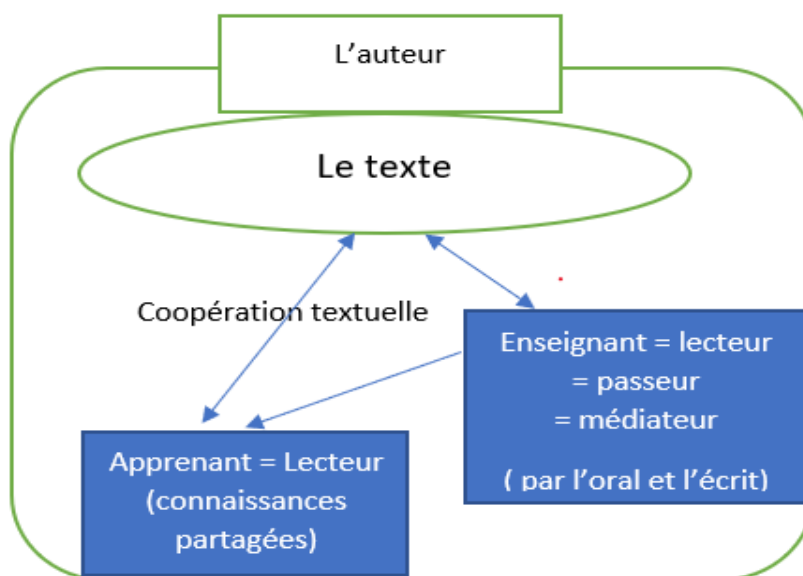 L’auteur
Le texte
Coopération textuelle
Enseignant = lecteur
= passeur
= médiateur
( par l’oral et l’écrit)
Apprenant = Lecteur
(connaissances
partagées)